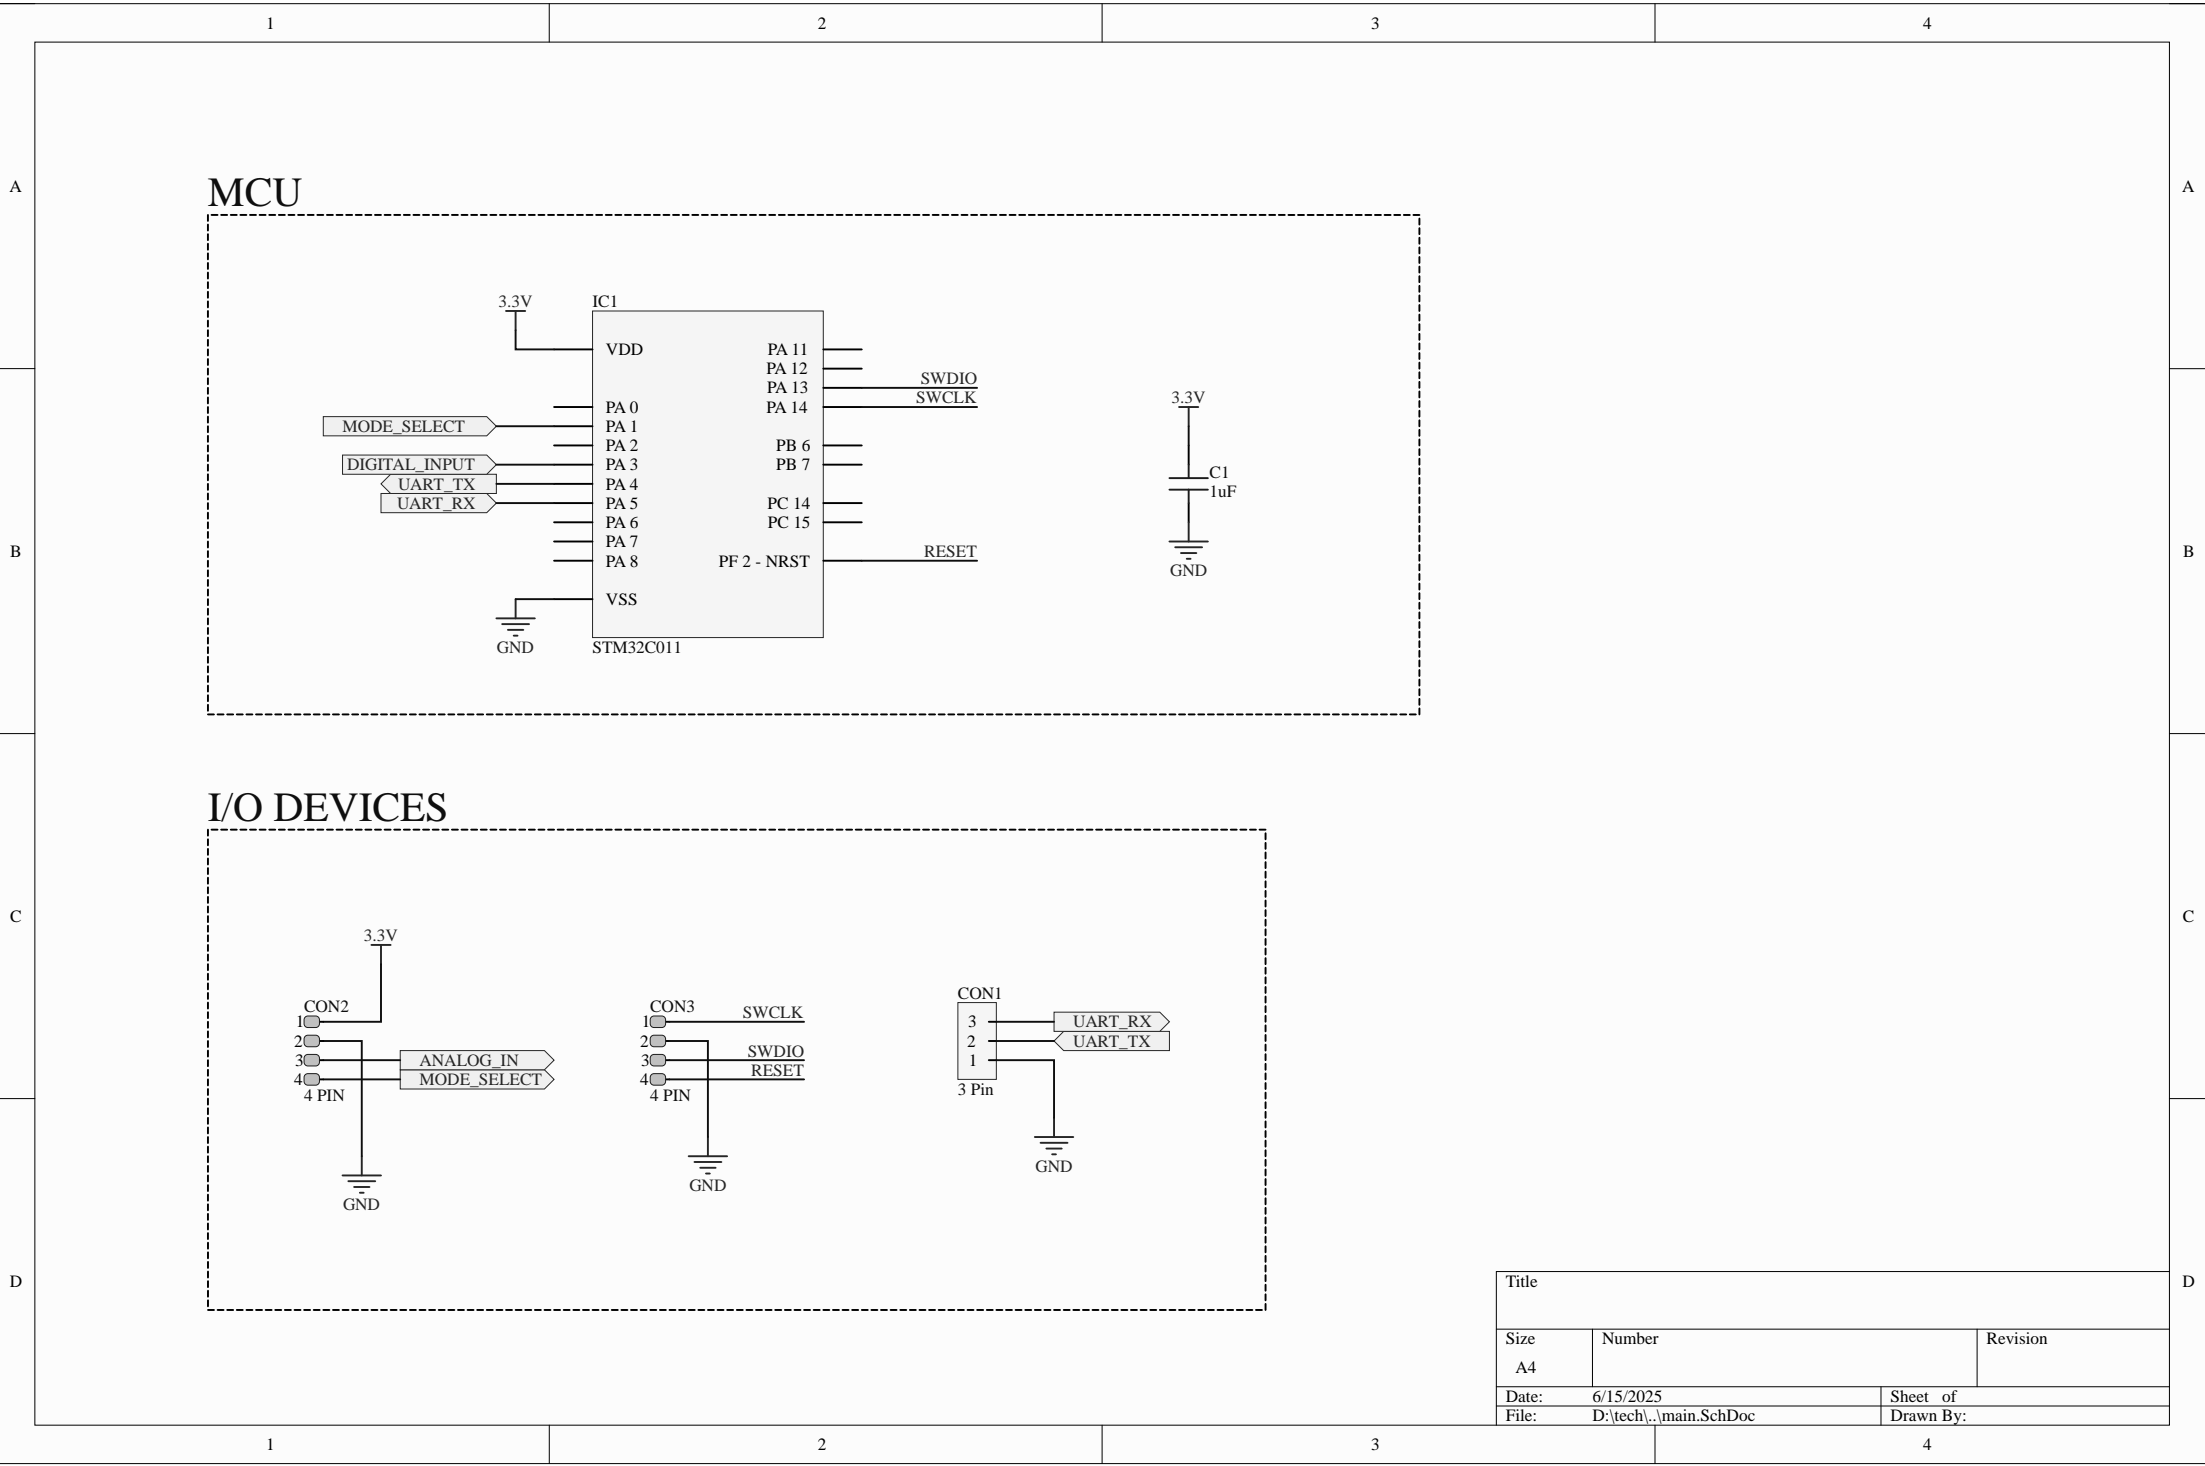 1 2 3 4
A A
MCU
3.3V IC1
VDD PA 11
PA 12
PA 13 SWDIO
PA 0 PA 14 SWCLK
3.3V
MODE_SELECT PA 1
PA 2 PB 6
DIGITAL_INPUT PA 3 PB 7
UART_TX PA 4
C1
UART_RX PA 5 PC 14
1uF
PA 6 PC 15
PA 7
B B
PA 8 PF 2 - NRST RESET
GND
VSS
GND STM32C011
I/O DEVICES
C C
3.3V
CON2 CON3 CON1
1 1 SWCLK 3 UART_RX
2 2 2 UART_TX
3 ANALOG_IN 3 SWDIO 1
4 MODE_SELECT 4 RESET
4 PIN 4 PIN 3 Pin
GND GND GND
D D
Title
Size Number Revision
A4
Date: 6/15/2025 Sheet of
File: D:\tech\..\main.SchDoc Drawn By:
1 2 3 4